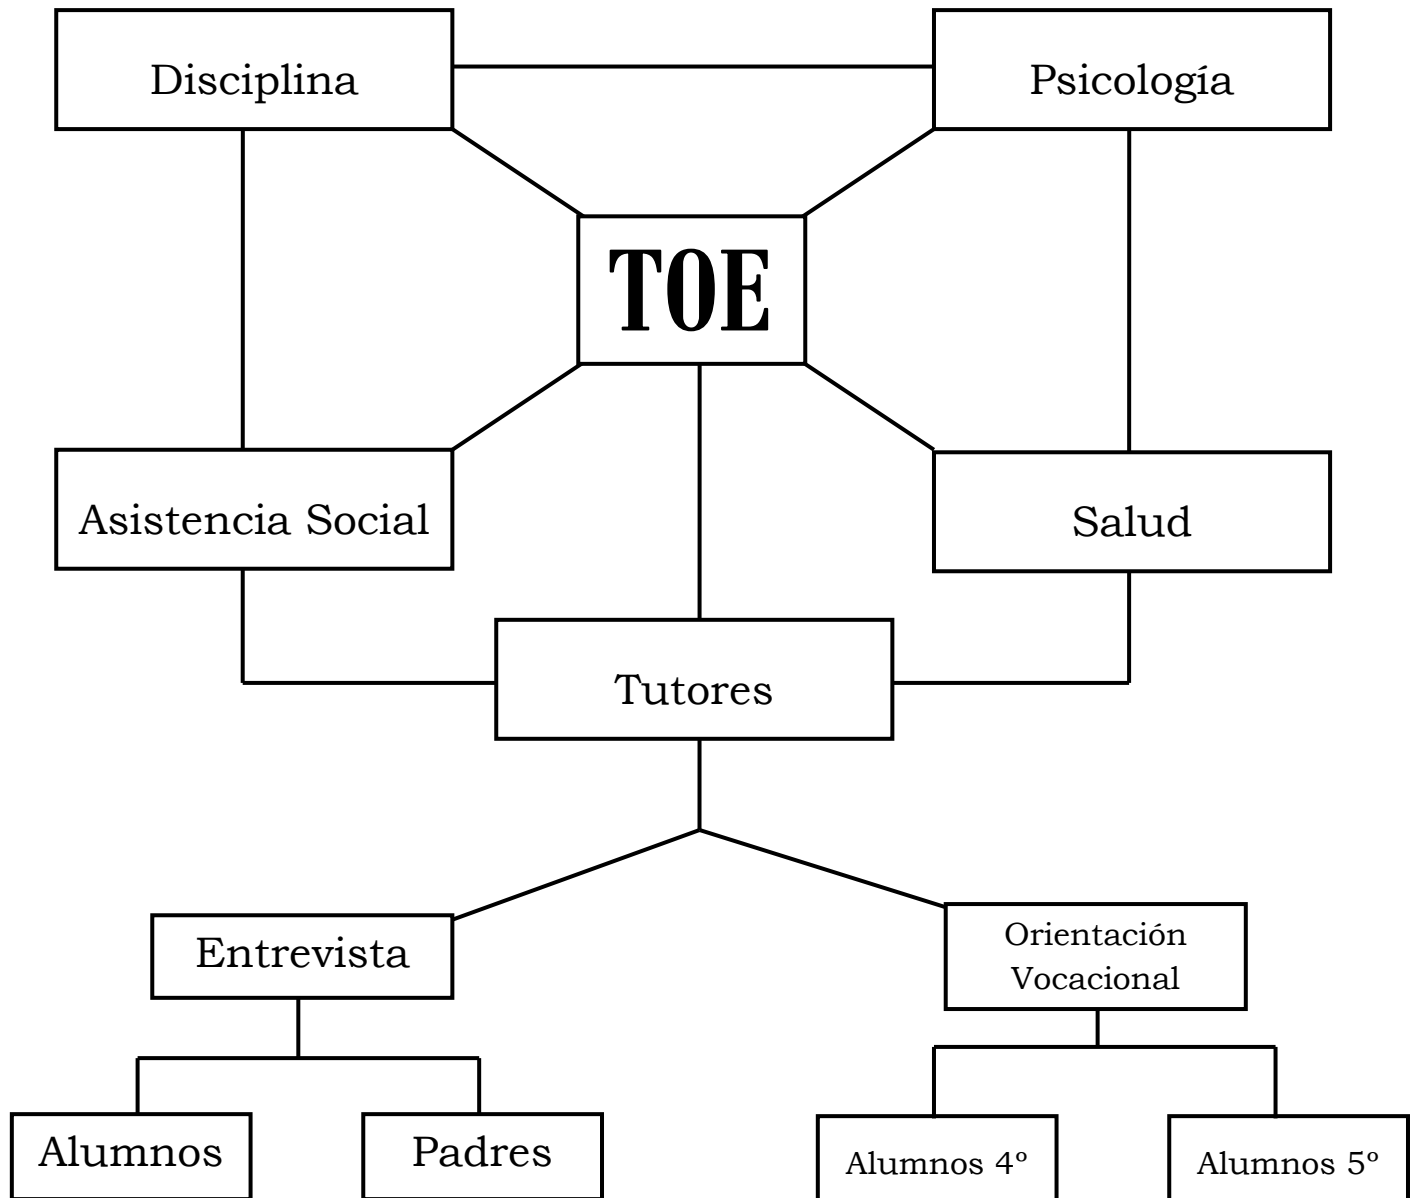 Disciplina
Psicología
TOE
Asistencia Social
Salud
Tutores
Entrevista
Orientación
Vocacional
Alumnos
Padres
Alumnos 4º
Alumnos 5º